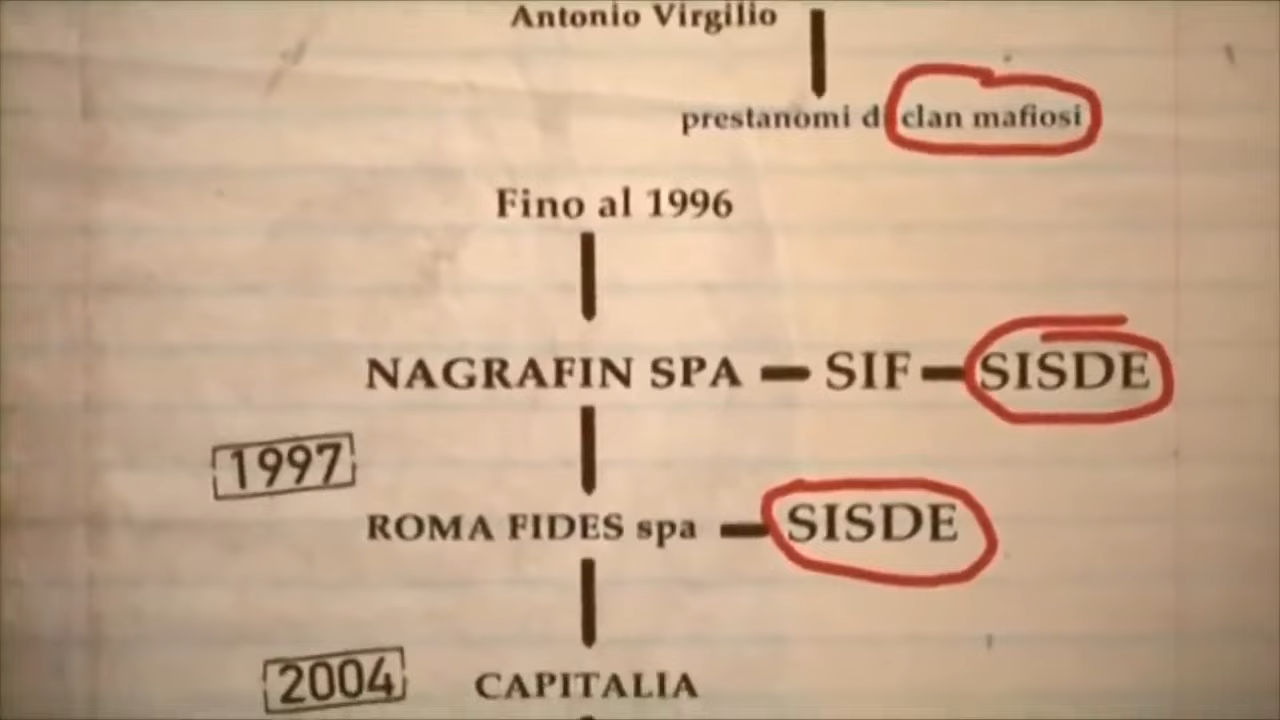 Antonio Virgilio
prestanomi di clan mafiosi
Fino al 1996
NAGRAFIN SPA — SIF — SISDE
1997
ROMA FIDES spa — SISDE
2004
CAPITALIA